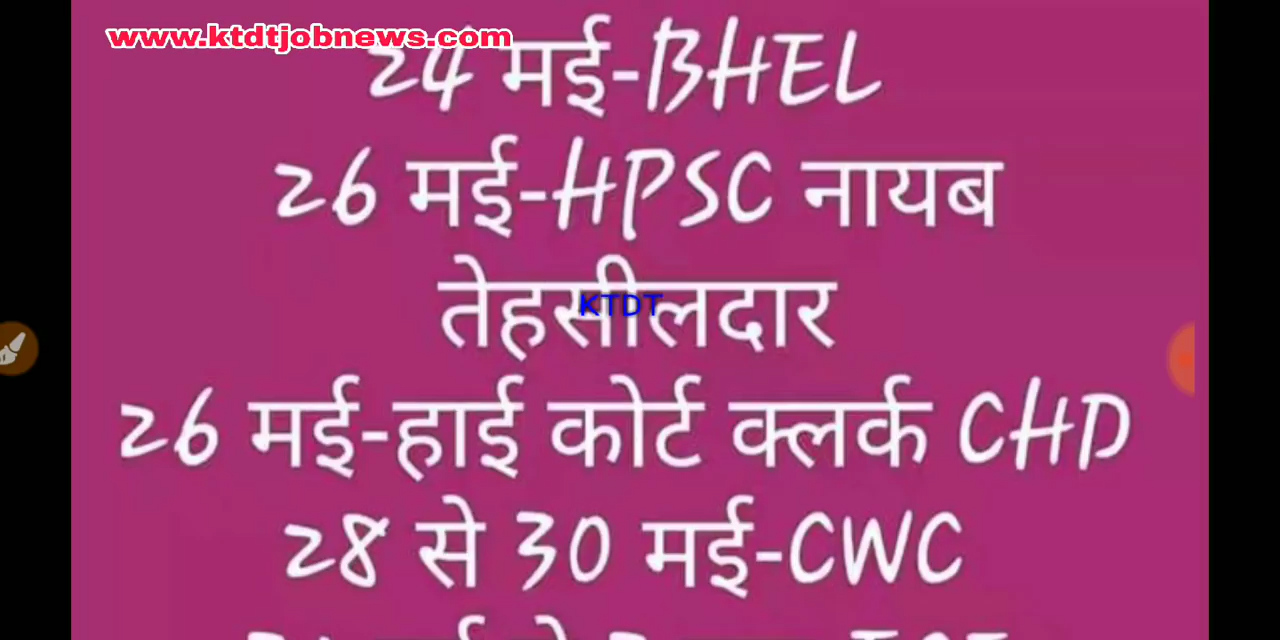 www.ktdtjobnews.com
24 मई-BHEL
26 मई-HPSC नायब
तेहसीलदार
KTDT
26 मई-हाई कोर्ट क्लर्क CHD
28 से 30 मई-CWC